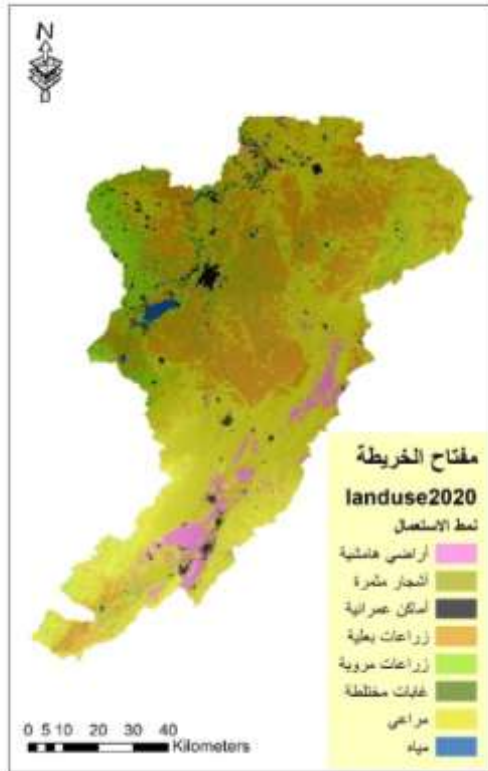 N
مفتاح الخريطة
landuse2020
نمط الاستعمال
أراضي هامشية
أشجار مثمرة
أماكن عمرانية
زراعات بعلية
زراعات مروية
غابات مختلطة
مراعي
مياه
0 5 10 20 30 40
Kilometers